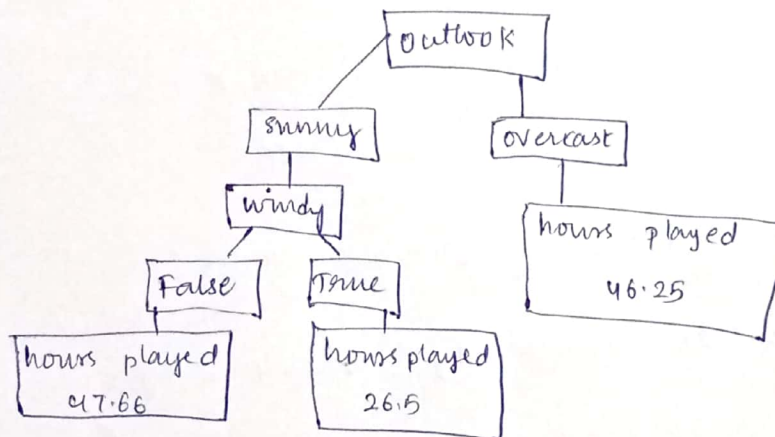 outlook
sunny
overcast
windy
hours played
46.25
False
True
hours played
47.66
hours played
26.5